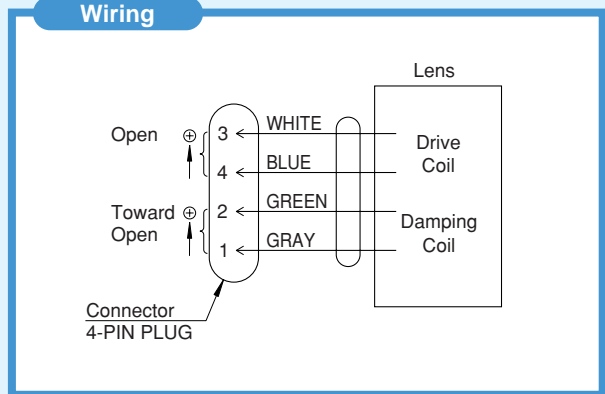 Wiring
Lens
Open ⊕ 3 WHITE
Drive
Coil
4 BLUE
Toward ⊕ 2 GREEN
Open
Damping
Coil
1 GRAY
Connector
4-PIN PLUG